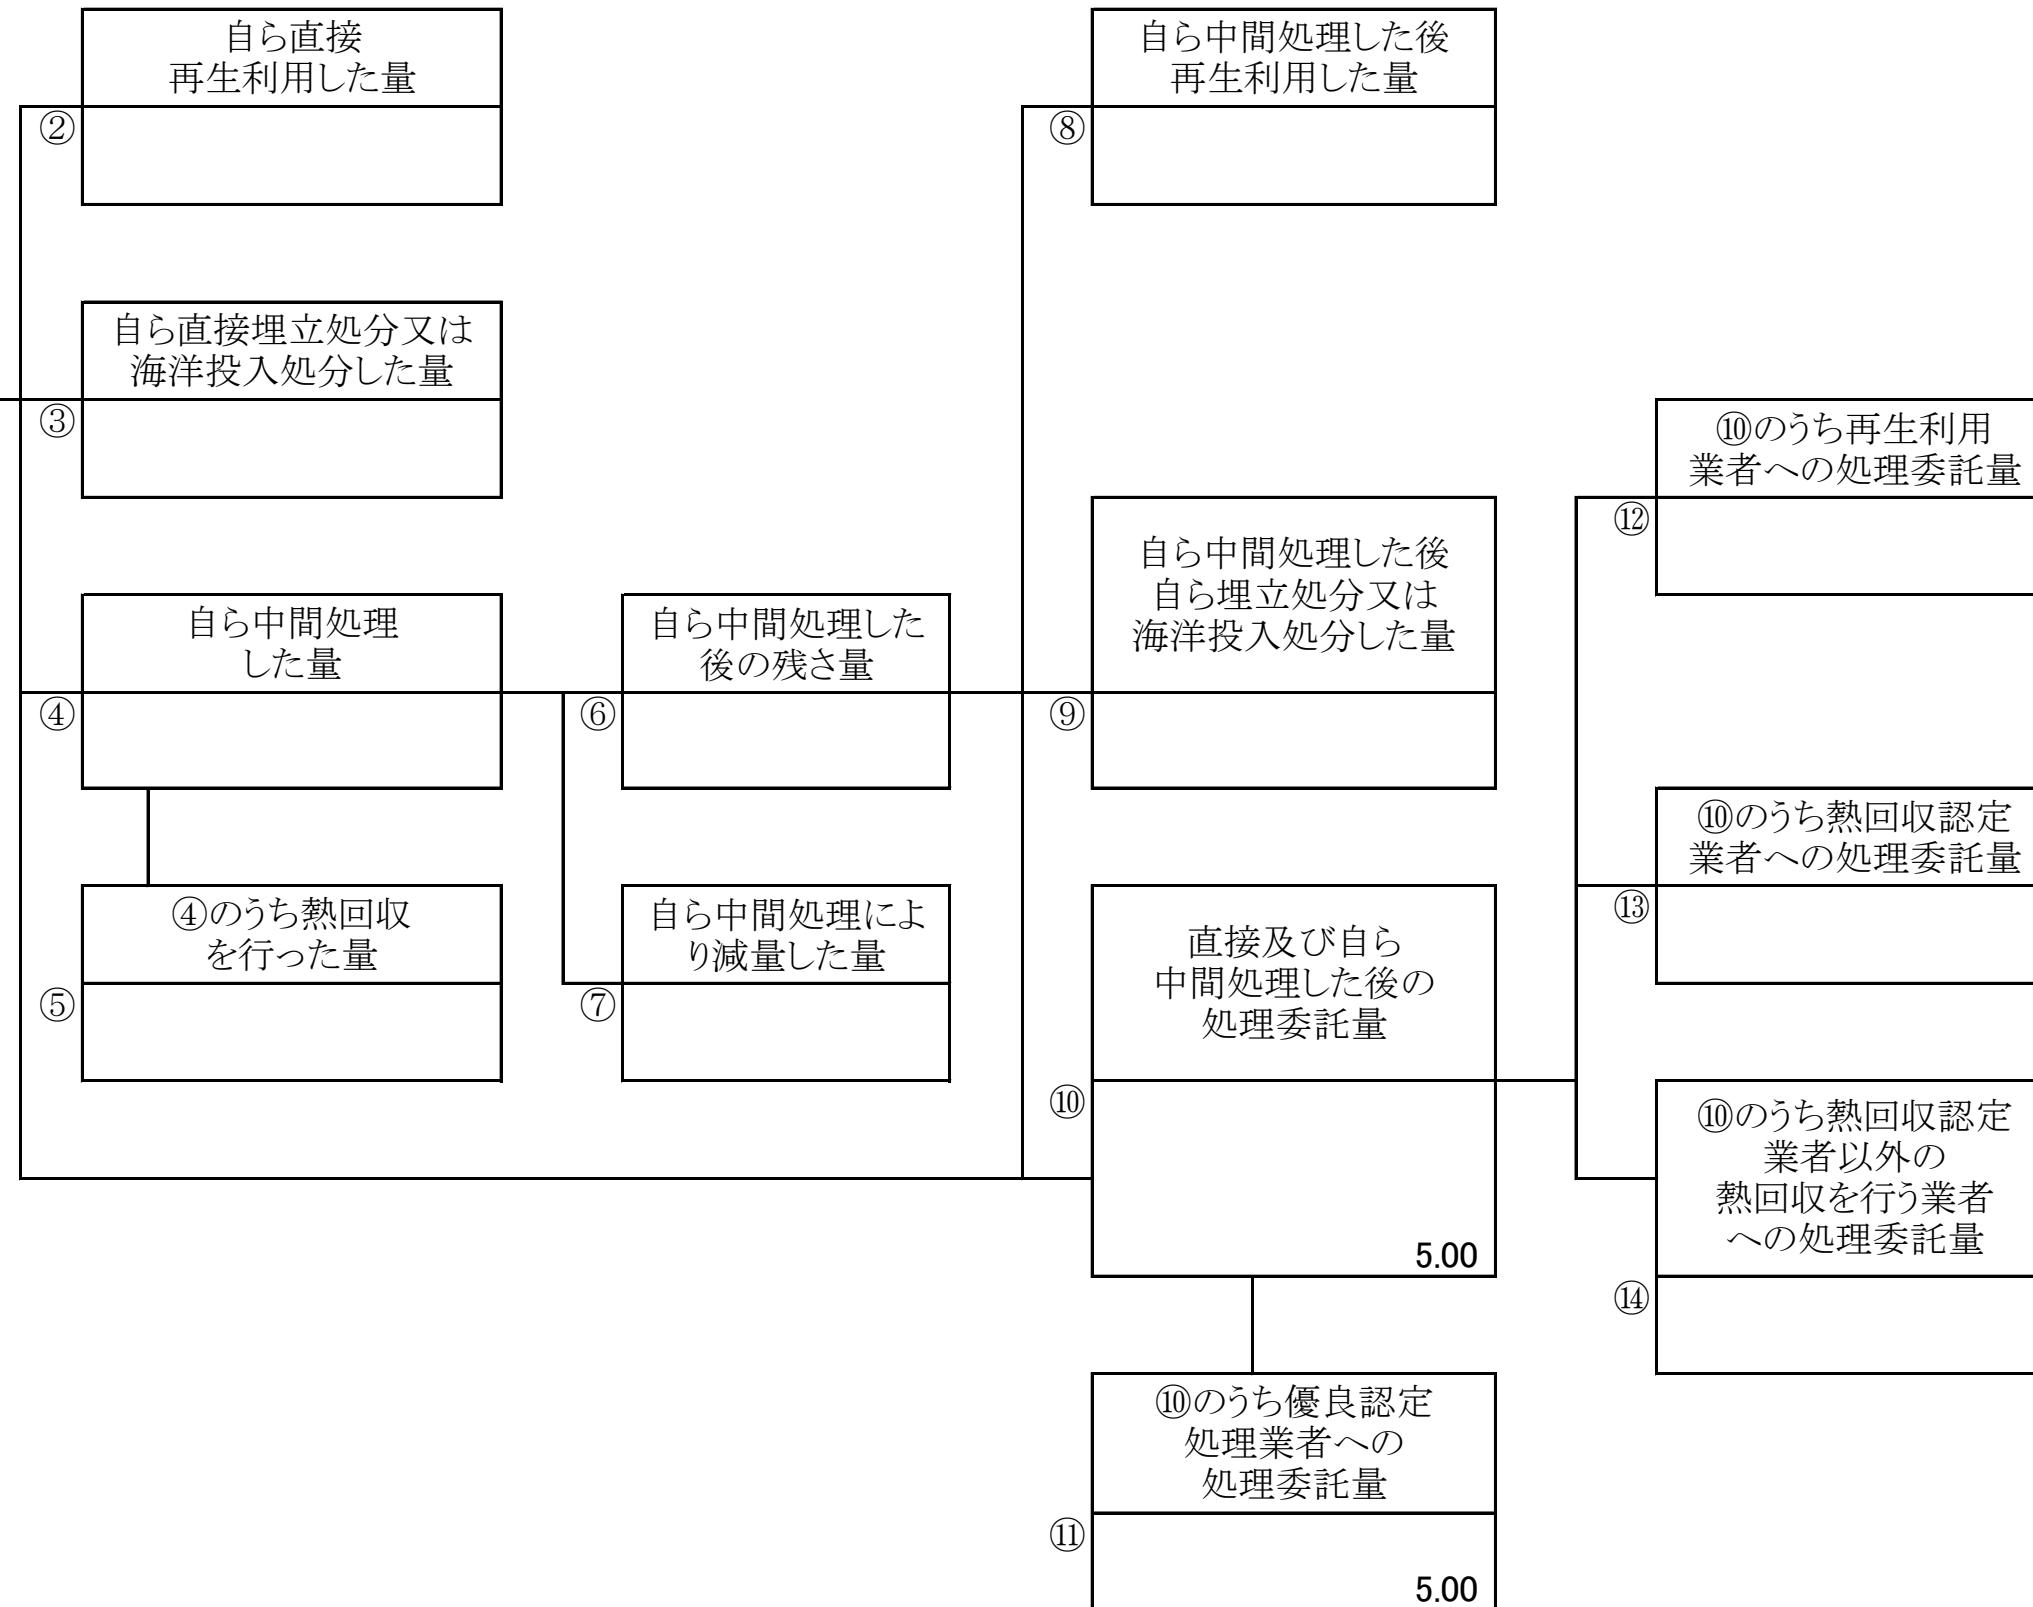 自ら直接
再生利用した量
②
自ら直接埋立処分又は
海洋投入処分した量
③
自ら中間処理
した量
④
④のうち熱回収
を行った量
⑤
自ら中間処理した
後の残さ量
⑥
自ら中間処理によ
り減量した量
⑦
自ら中間処理した後
再生利用した量
⑧
自ら中間処理した後
自ら埋立処分又は
海洋投入処分した量
⑨
直接及び自ら
中間処理した後の
処理委託量
⑩
5.00
⑩のうち優良認定
処理業者への
処理委託量
⑪
5.00
⑩のうち再生利用
業者への処理委託量
⑫
⑩のうち熱回収認定
業者への処理委託量
⑬
⑩のうち熱回収認定
業者以外の
熱回収を行う業者
への処理委託量
⑭